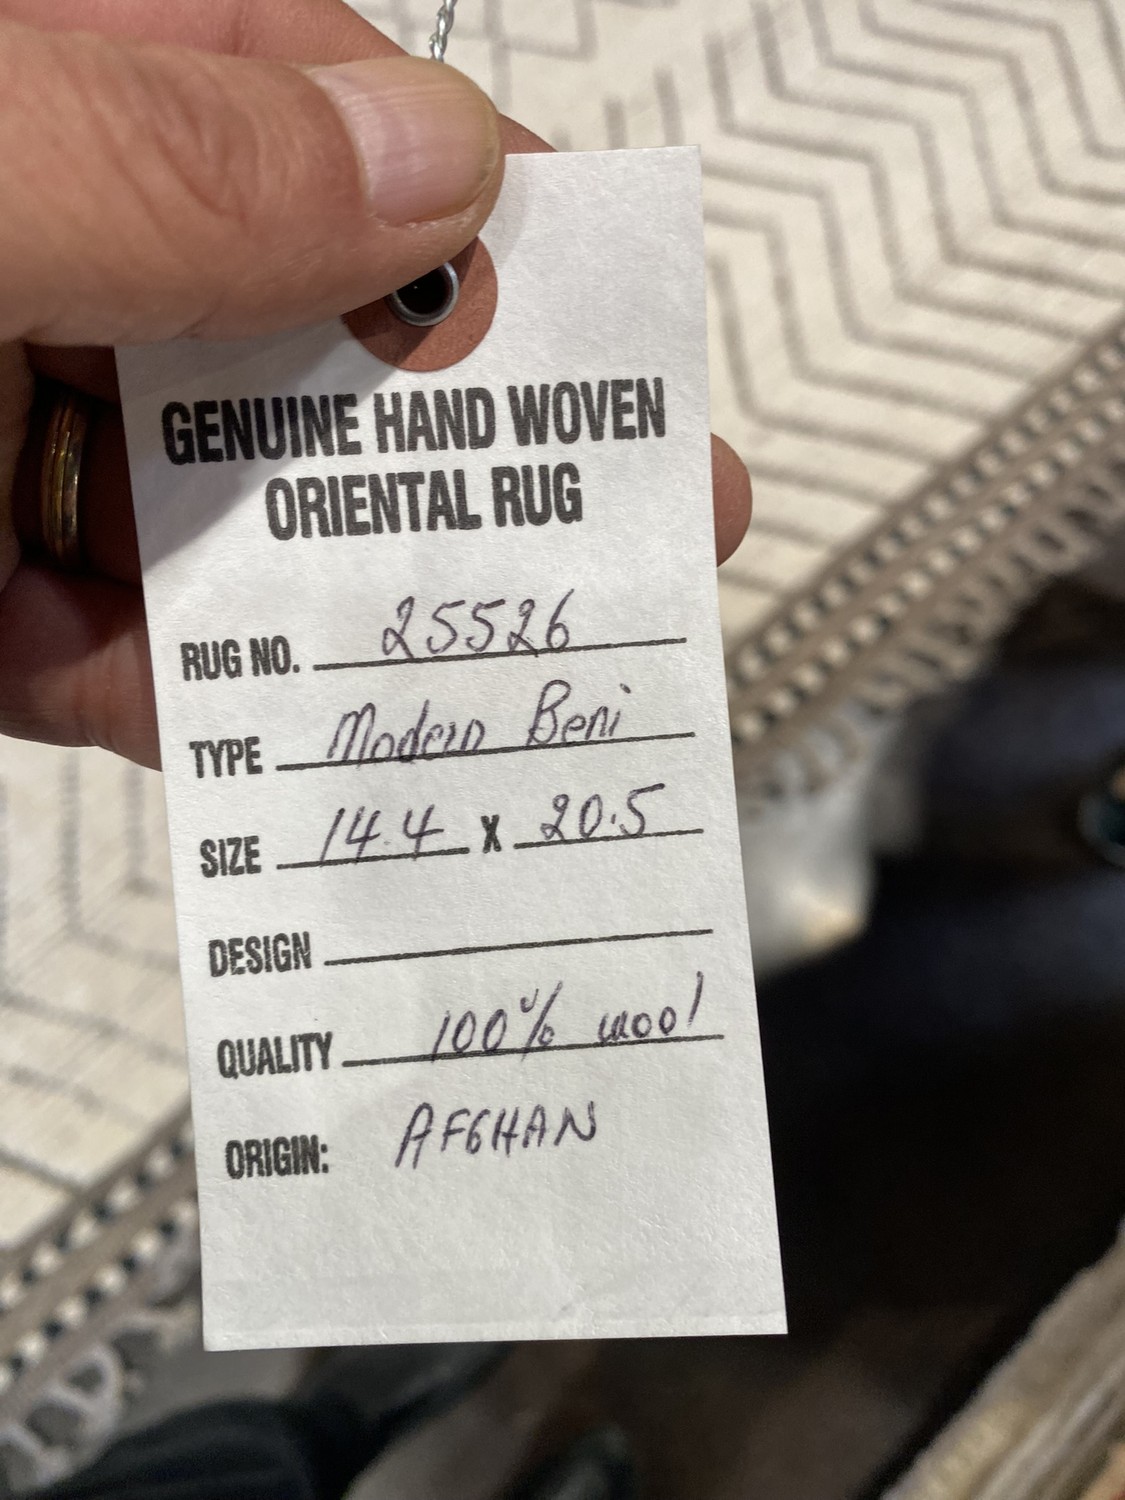 GENUINE HAND WOVEN
ORIENTAL RUG
RUG NO. 25526
TYPE Modern Beni
SIZE 14.4 X 20.5
DESIGN
QUALITY 100% wool
ORIGIN: AFGHAN